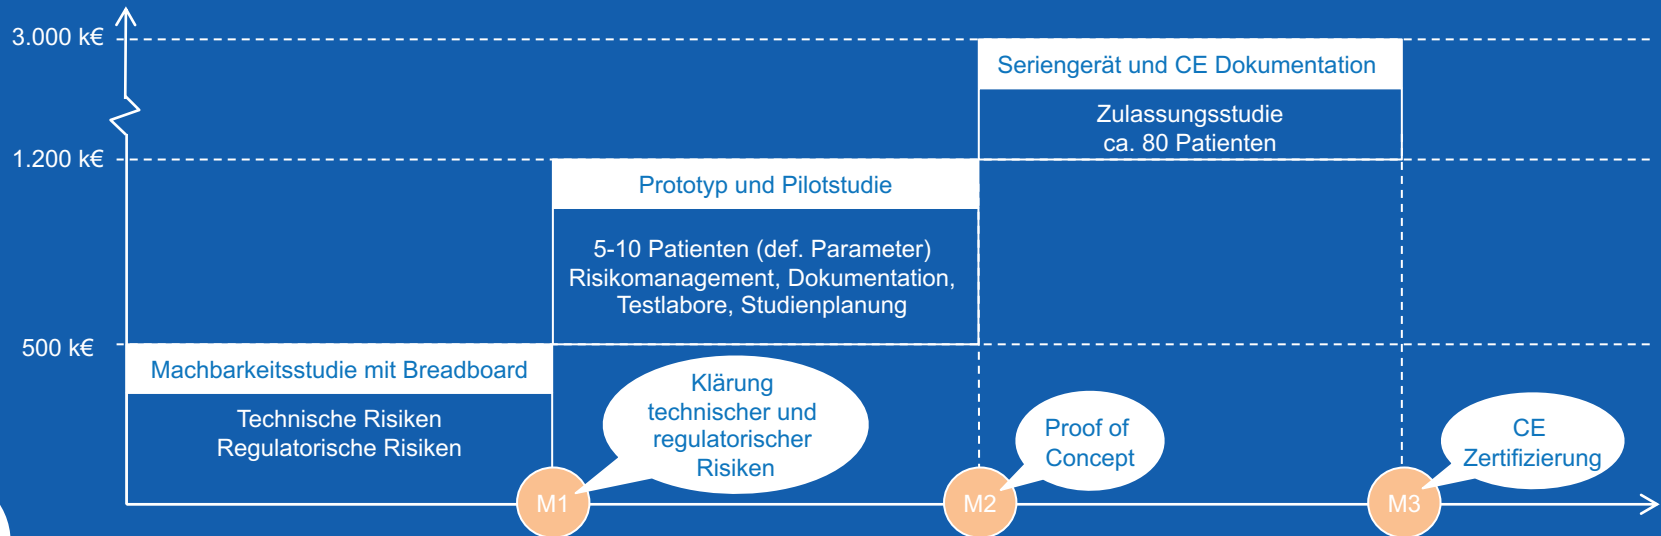 3.000 k€
Seriengerät und CE Dokumentation
Zulassungsstudie
ca. 80 Patienten
1.200 k€
Prototyp und Pilotstudie
5-10 Patienten (def. Parameter)
Risikomanagement, Dokumentation,
Testlabore, Studienplanung
500 k€
Machbarkeitsstudie mit Breadboard
Technische Risiken
Regulatorische Risiken
Klärung
technischer und
regulatorischer
Risiken
Proof of
Concept
CE
Zertifizierung
M1
M2
M3